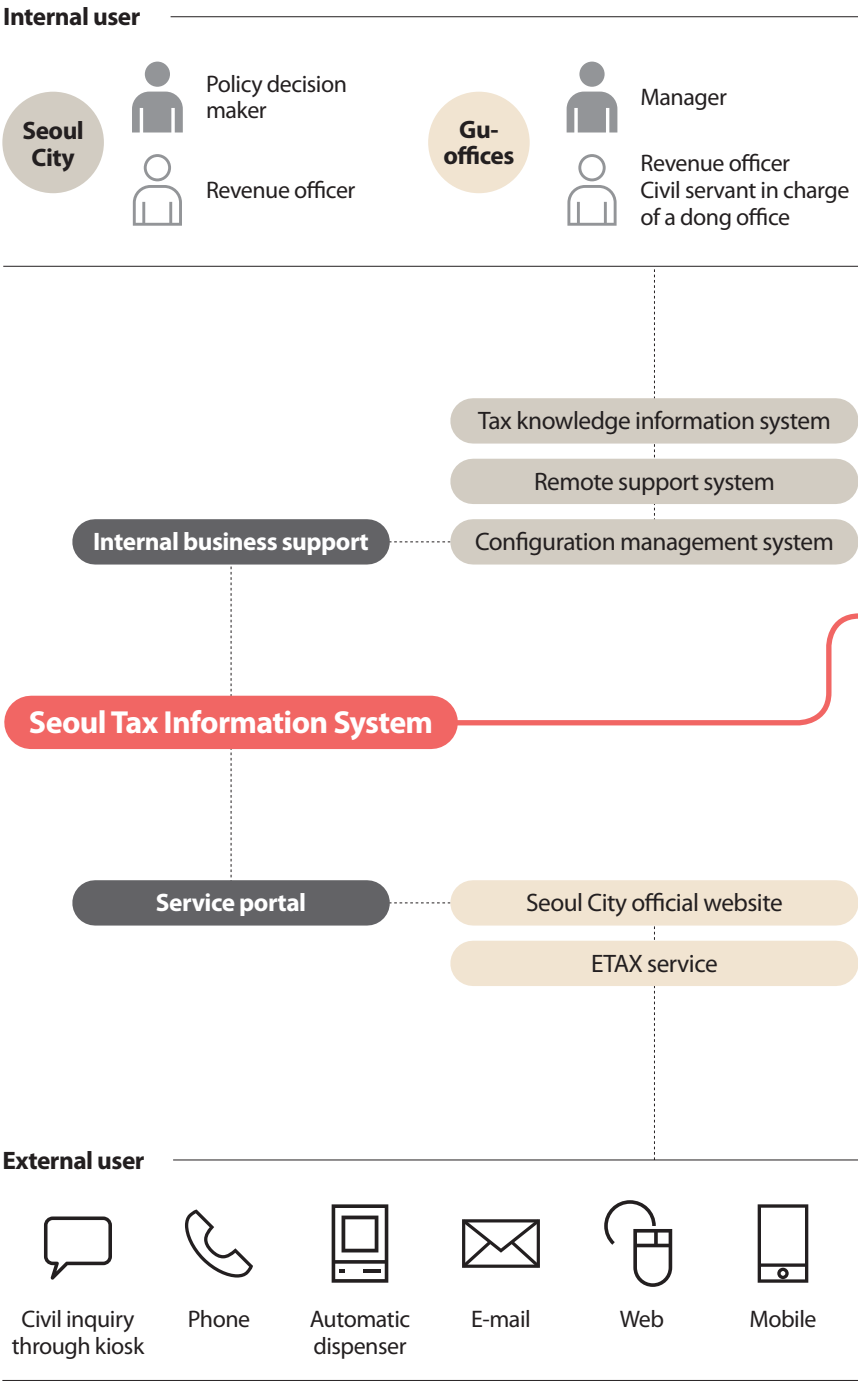 Internal user
Seoul
City
Policy decision
maker
Revenue officer
Gu-
offices
Manager
Revenue officer
Civil servant in charge
of a dong office
Tax knowledge information system
Remote support system
Internal business support
Configuration management system
Seoul Tax Information System
Service portal
Seoul City official website
ETAX service
External user
Civil inquiry
through kiosk
Phone
Automatic
dispenser
E-mail
Web
Mobile